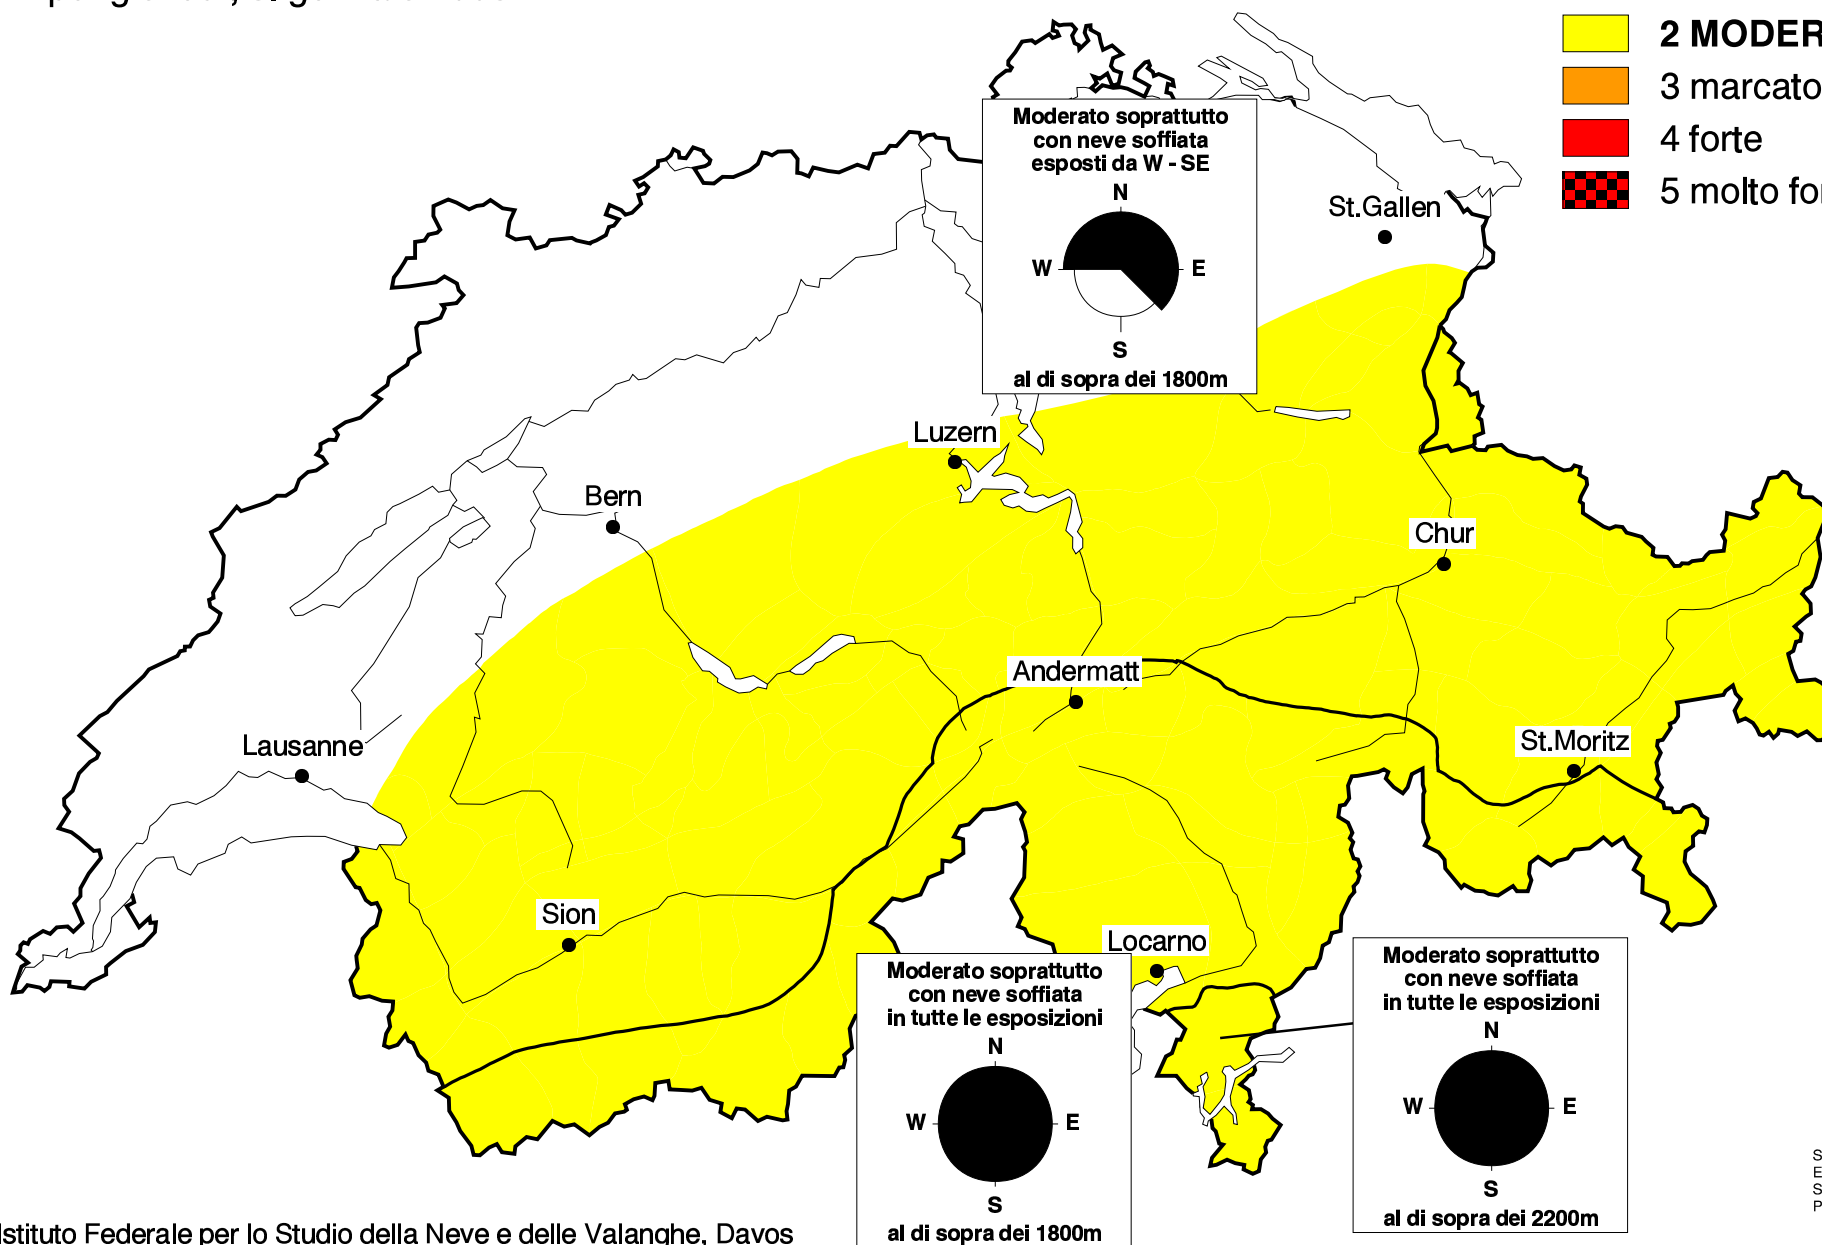 2 MODER
3 marcato
4 forte
5 molto for
Moderato soprattutto
con neve soffiata
esposti da W - SE
N
W
E
S
al di sopra dei 1800m
St.Gallen
Luzern
Bern
Chur
Andermatt
Lausanne
St.Moritz
Sion
Locarno
Moderato soprattutto
con neve soffiata
in tutte le esposizioni
N
W
E
S
al di sopra dei 1800m
Moderato soprattutto
con neve soffiata
in tutte le esposizioni
N
W
E
S
al di sopra dei 2200m
S
E
S
P
Istituto Federale per lo Studio della Neve e delle Valanghe, Davos